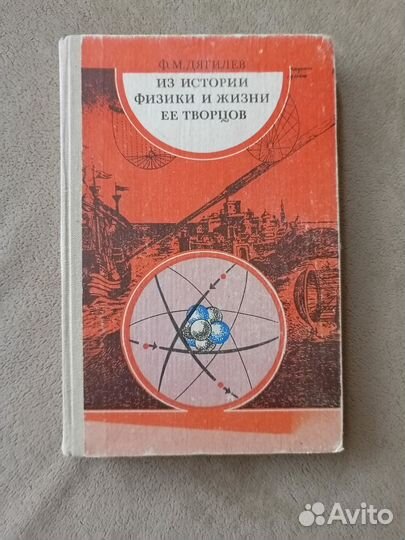 Ф.М.ДЯГИЛЕВ
ИЗ ИСТОРИИ
ФИЗИКИ И ЖИЗНИ
ЕЕ ТВОРЦОВ
Avito